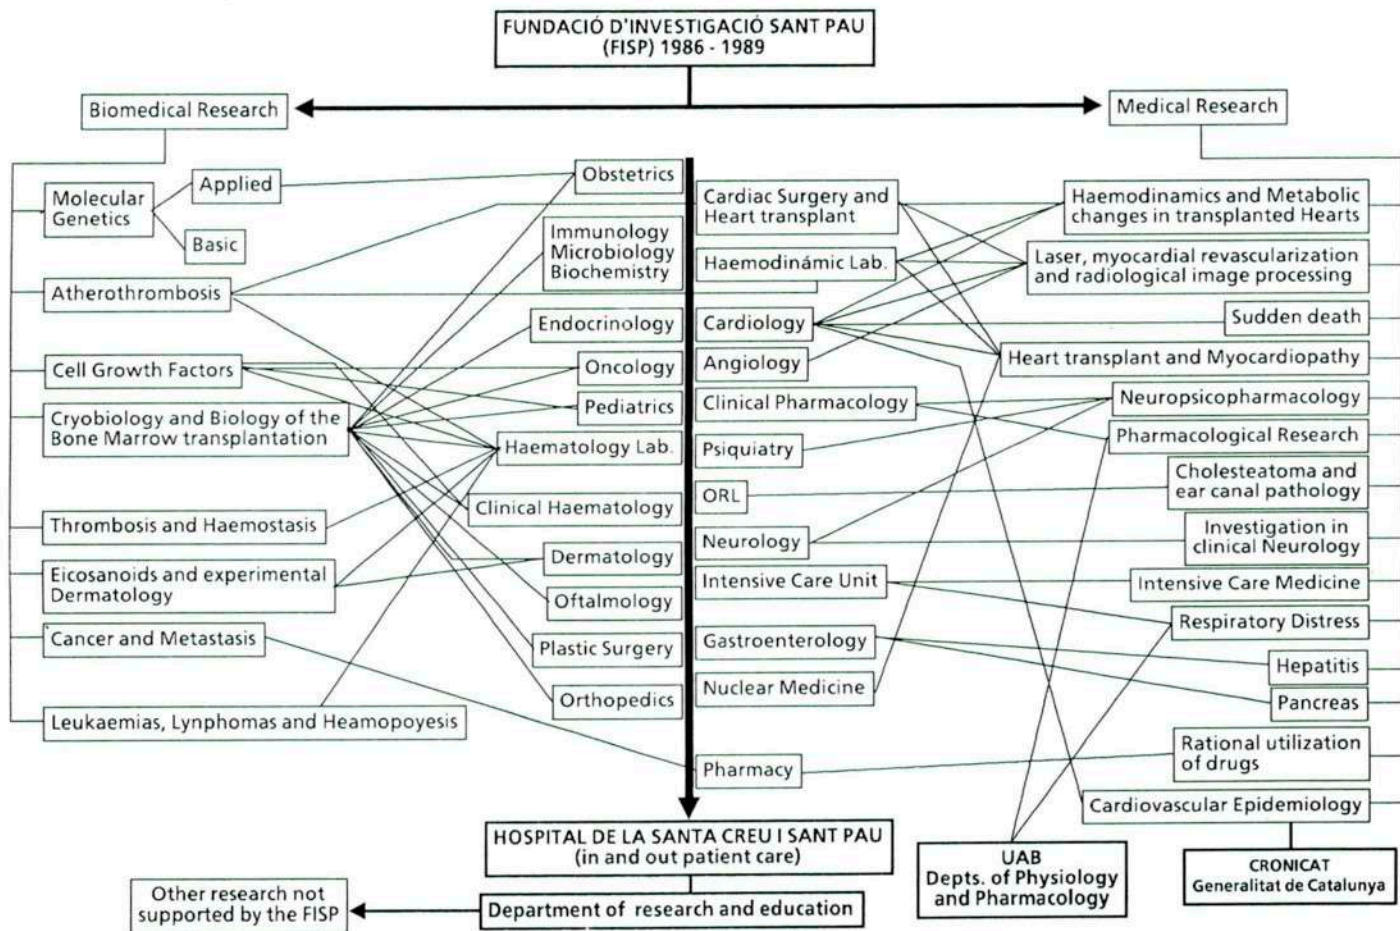 FUNDACIÓ D'INVESTIGACIÓ SANT PAU
(FISP) 1986 - 1989
Biomedical Research
Medical Research
Molecular
Genetics
Applied
Basic
Atherothrombosis
Cell Growth Factors
Cryobiology and Biology of the
Bone Marrow transplantation
Thrombosis and Haemostasis
Eicosanoids and experimental
Dermatology
Cancer and Metastasis
Leukaemias, Lynphomas and Heamopoyesis
Obstetrics
Immunology
Microbiology
Biochemistry
Endocrinology
Oncology
Pediatrics
Haematology Lab.
Clinical Haematology
Dermatology
Oftalmology
Plastic Surgery
Orthopedics
Cardiac Surgery and
Heart transplant
Haemodinámic Lab.
Cardiology
Angiology
Clinical Pharmacology
Psiquiatry
ORL
Neurology
Intensive Care Unit
Gastroenterology
Nuclear Medicine
Pharmacy
Haemodinamics and Metabolic
changes in transplanted Hearts
Laser, myocardial revascularization
and radiological image processing
Sudden death
Heart transplant and Myocardiopathy
Neuropsicopharmacology
Pharmacological Research
Cholesteatoma and
ear canal pathology
Investigation in
clinical Neurology
Intensive Care Medicine
Respiratory Distress
Hepatitis
Pancreas
Rational utilization
of drugs
Cardiovascular Epidemiology
HOSPITAL DE LA SANTA CREU I SANT PAU
(in and out patient care)
UAB
Depts. of Physiology
and Pharmacology
CRONICAT
Generalitat de Catalunya
Other research not
supported by the FISP
Department of research and education